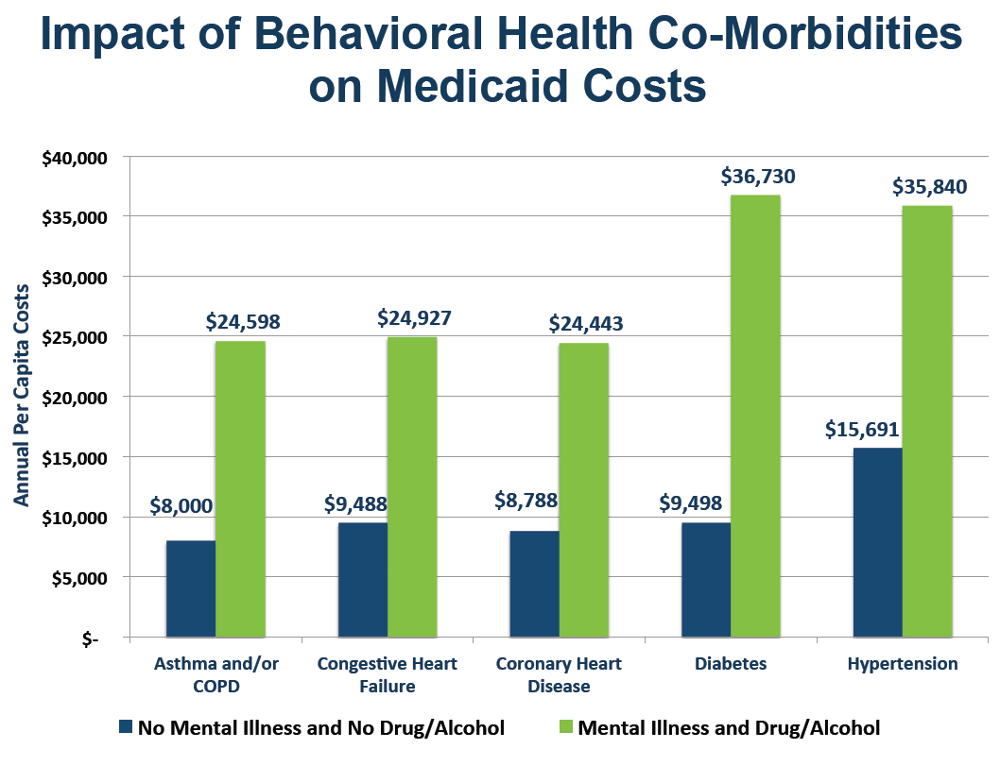 Impact of Behavioral Health Co-Morbidities
on Medicaid Costs
Annual Per Capita Costs
$40,000
$35,000
$30,000
$25,000
$20,000
$15,000
$10,000
$5,000
$-
$8,000
$24,598
$9,488
$24,927
$8,788
$24,443
$9,498
$36,730
$15,691
$35,840
Asthma and/or
COPD
Congestive Heart
Failure
Coronary Heart
Disease
Diabetes
Hypertension
No Mental Illness and No Drug/Alcohol
Mental Illness and Drug/Alcohol